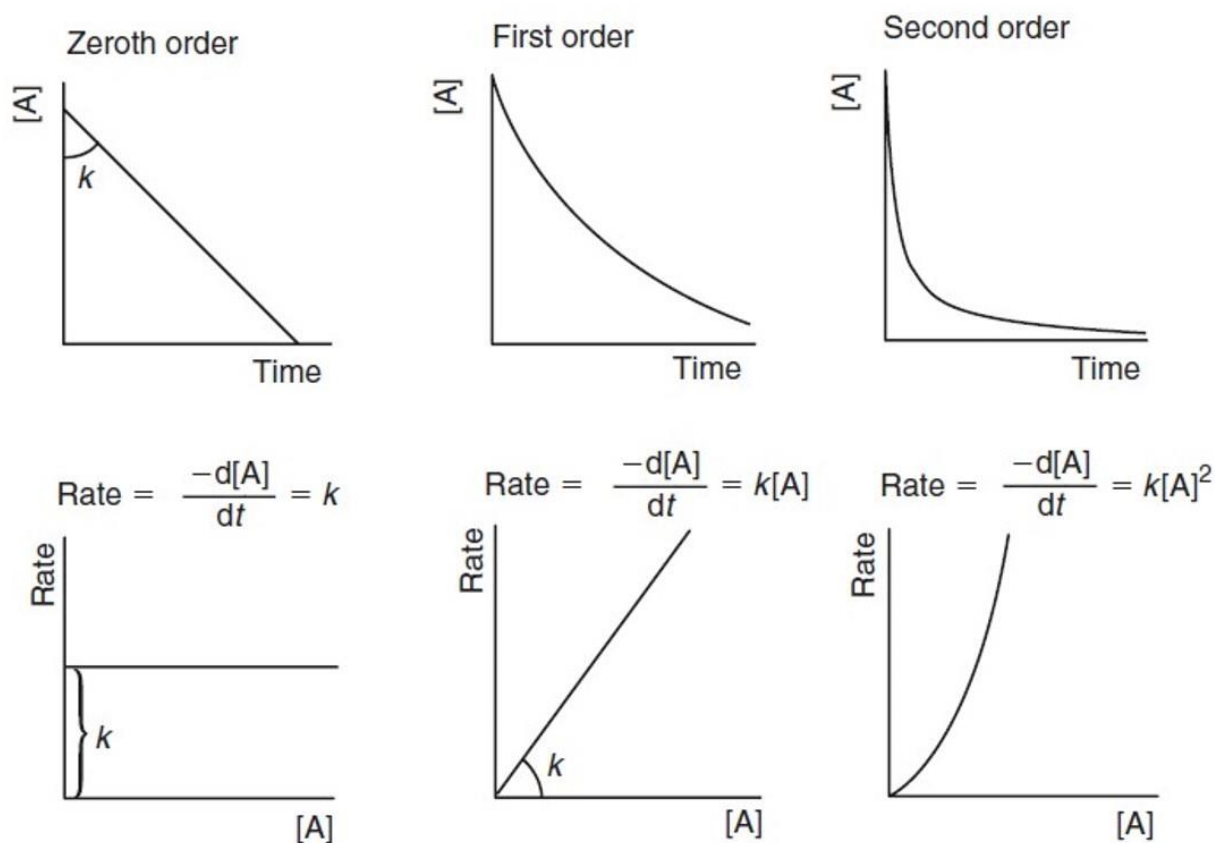 Zeroth order
[A]
k
Time
First order
[A]
Time
Second order
[A]
Time
Rate = −d[A]/dt = k
Rate
k
[A]
Rate = −d[A]/dt = k[A]
Rate
k
[A]
Rate = −d[A]/dt = k[A]²
Rate
[A]